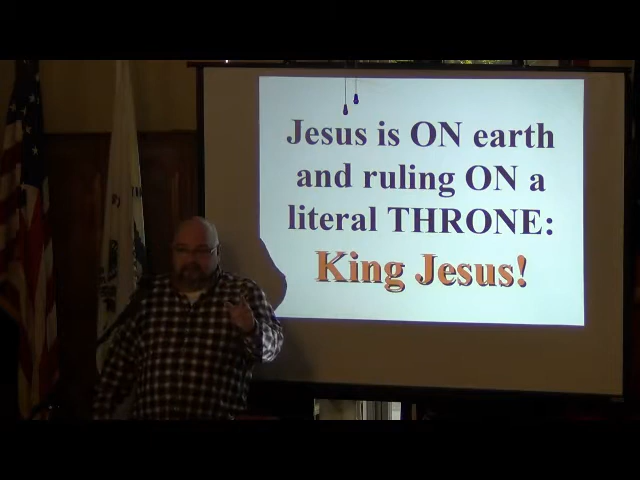 Jesus is ON earth
and ruling ON a
literal THRONE:
King Jesus!